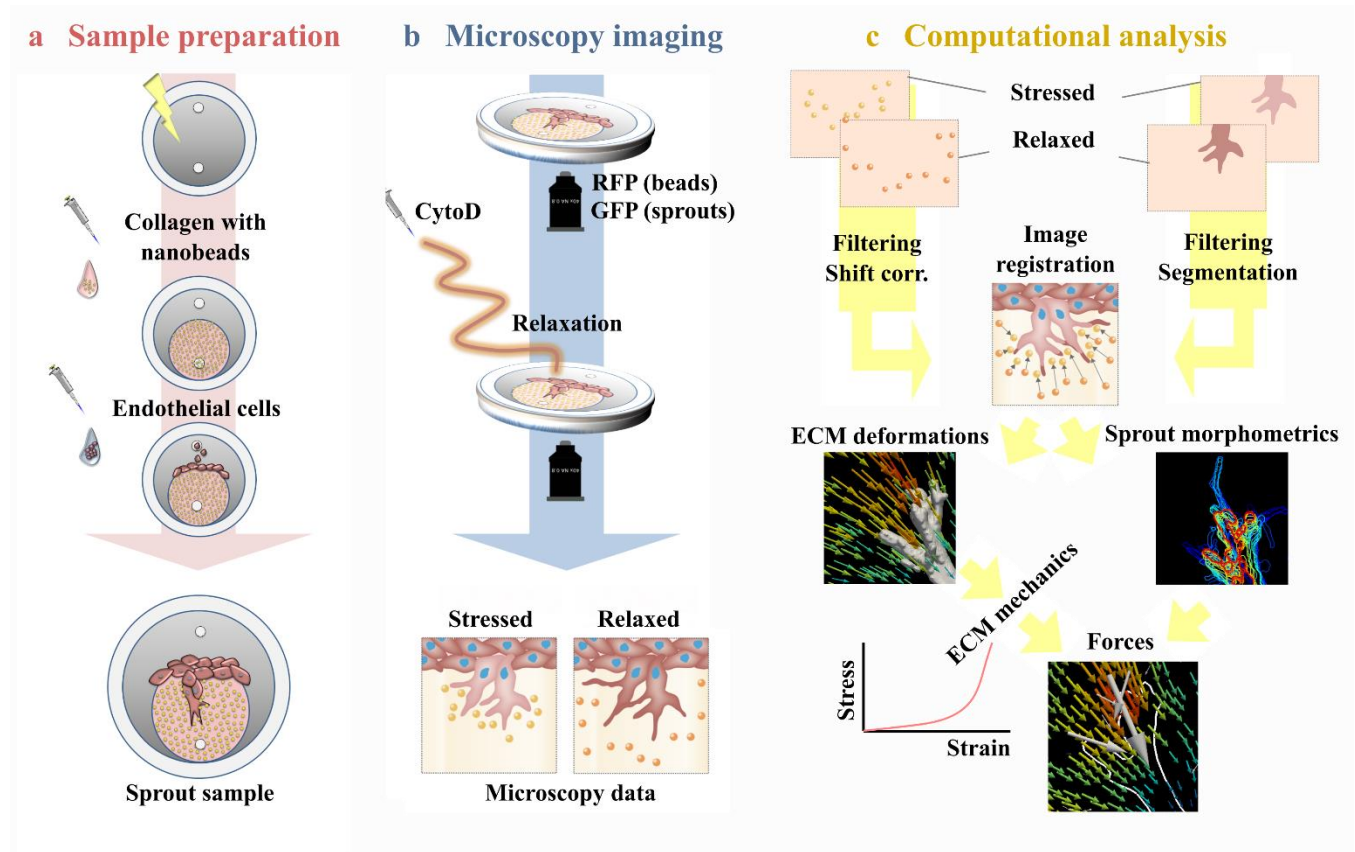 a Sample preparation
Collagen with
nanobeads
Endothelial cells
Sprout sample
b Microscopy imaging
RFP (beads)
GFP (sprouts)
CytoD
Relaxation
Stressed
Relaxed
Microscopy data
c Computational analysis
Stressed
Relaxed
Filtering
Shift corr.
Image
registration
Filtering
Segmentation
ECM deformations
Sprout morphometrics
ECM mechanics
Forces
Stress
Strain